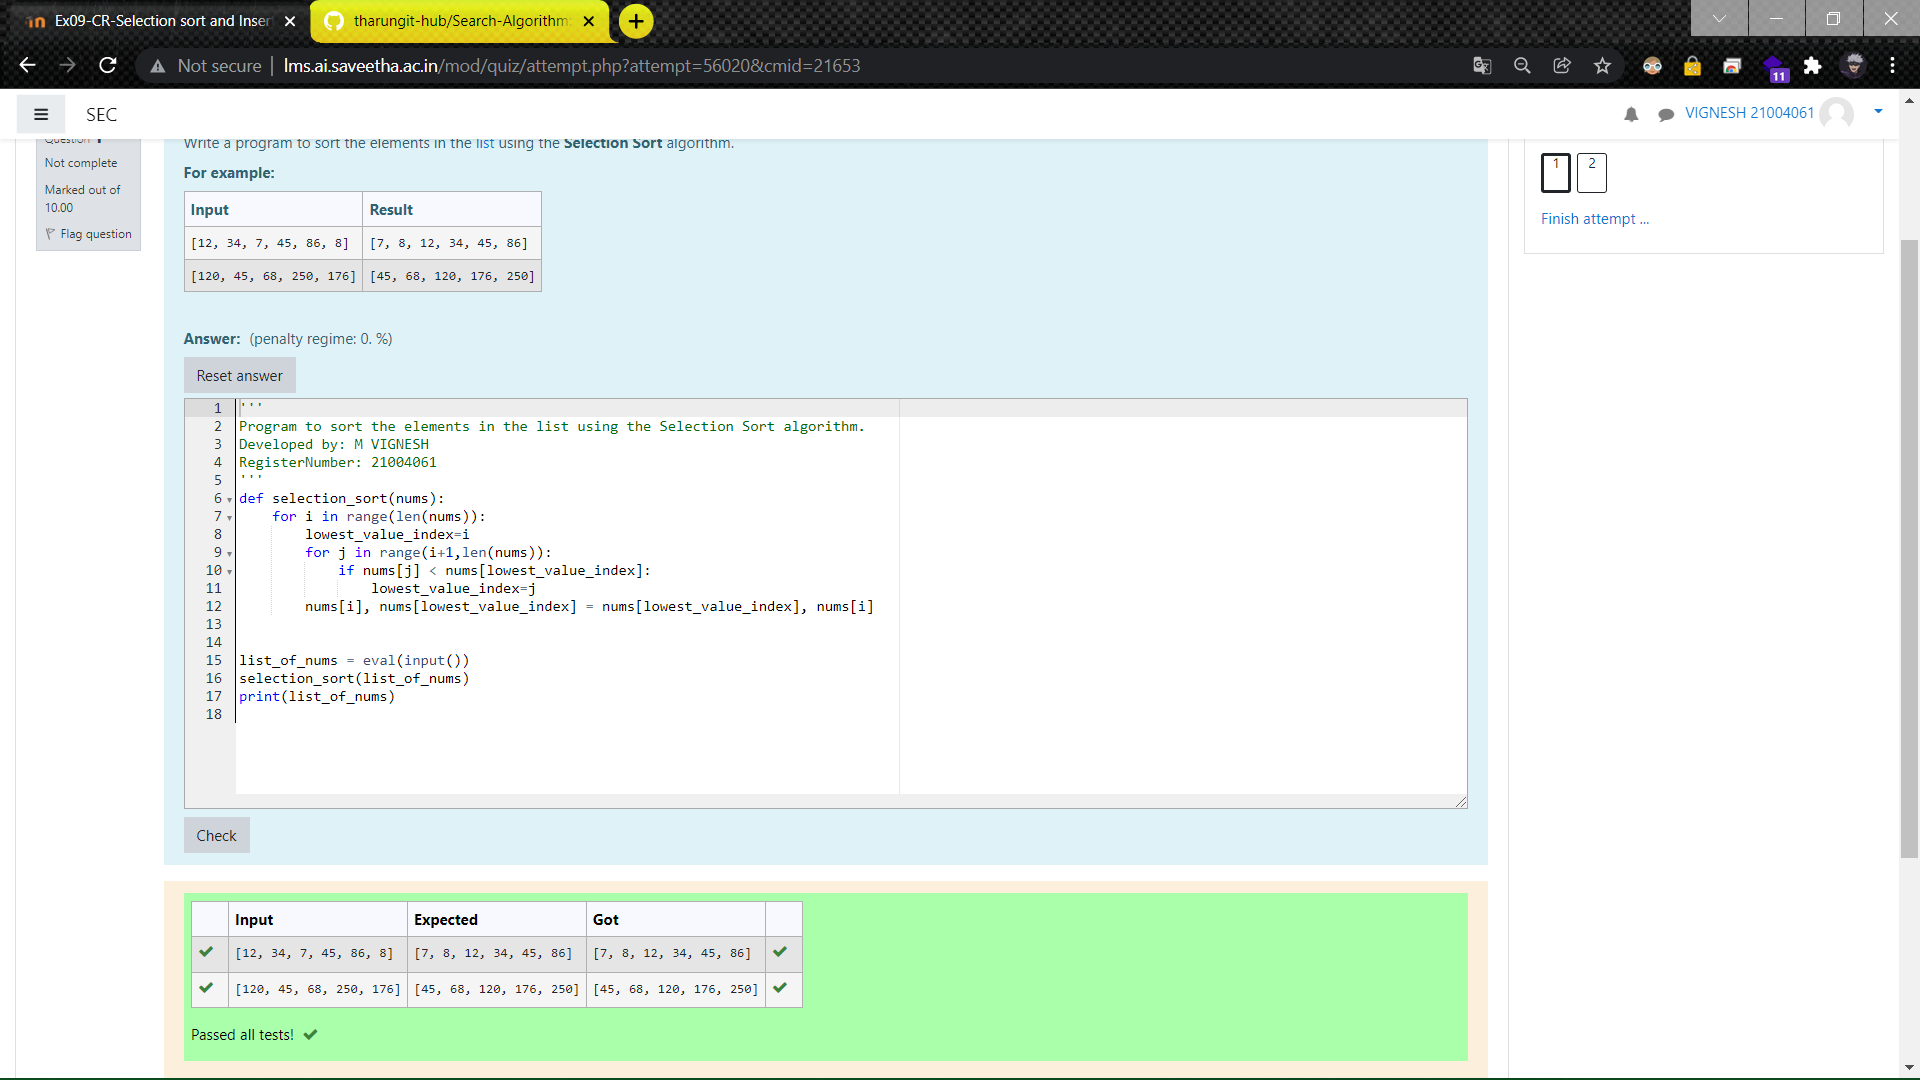 Ex09-CR-Selection sort and Inser
tharungit-hub/Search-Algorithm
Not secure
lms.ai.saveetha.ac.in/mod/quiz/attempt.php?attempt=56020&cmid=21653
11
SEC
VIGNESH 21004061
Question 1
Not complete
Marked out of
10.00
Flag question
Write a program to sort the elements in the list using the Selection Sort algorithm.
For example:
Input Result
[12, 34, 7, 45, 86, 8] [7, 8, 12, 34, 45, 86]
[120, 45, 68, 250, 176] [45, 68, 120, 176, 250]
1 2
Finish attempt ...
Answer: (penalty regime: 0. %)
Reset answer
1 '''
2 Program to sort the elements in the list using the Selection Sort algorithm.
3 Developed by: M VIGNESH
4 RegisterNumber: 21004061
5 '''
6 def selection_sort(nums):
7 for i in range(len(nums)):
8 lowest_value_index=i
9 for j in range(i+1,len(nums)):
10 if nums[j] < nums[lowest_value_index]:
11 lowest_value_index=j
12 nums[i], nums[lowest_value_index] = nums[lowest_value_index], nums[i]
13
14
15 list_of_nums = eval(input())
16 selection_sort(list_of_nums)
17 print(list_of_nums)
18
Check
Input Expected Got
[12, 34, 7, 45, 86, 8] [7, 8, 12, 34, 45, 86] [7, 8, 12, 34, 45, 86]
[120, 45, 68, 250, 176] [45, 68, 120, 176, 250] [45, 68, 120, 176, 250]
Passed all tests!